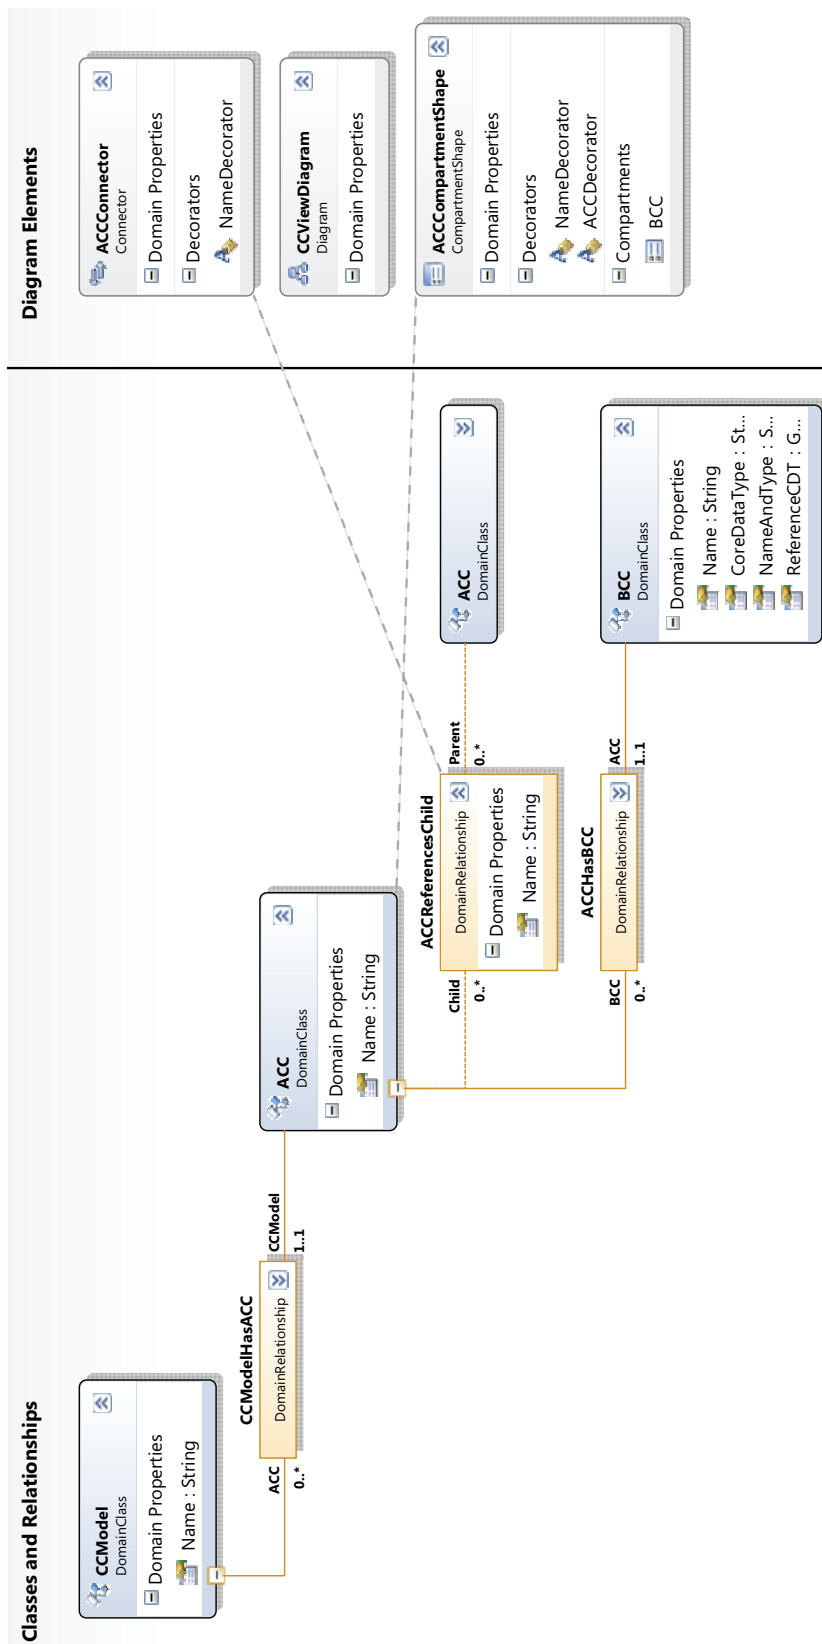 Classes and Relationships
Diagram Elements
CCModel
DomainClass
Domain Properties
Name : String
CCModelHasACC
DomainRelationship
ACC
0..*
CCModel
1..1
ACC
DomainClass
Domain Properties
Name : String
ACCReferencesChild
DomainRelationship
Domain Properties
Name : String
Child
0..*
Parent
0..*
ACC
DomainClass
ACCHasBCC
DomainRelationship
BCC
0..*
ACC
1..1
BCC
DomainClass
Domain Properties
Name : String
CoreDataType : St...
NameAndType : S...
ReferenceCDT : G...
ACCConnector
Connector
Domain Properties
Decorators
NameDecorator
CCViewDiagram
Diagram
Domain Properties
ACCCompartmentShape
CompartmentShape
Domain Properties
Decorators
NameDecorator
ACCDecorator
Compartments
BCC